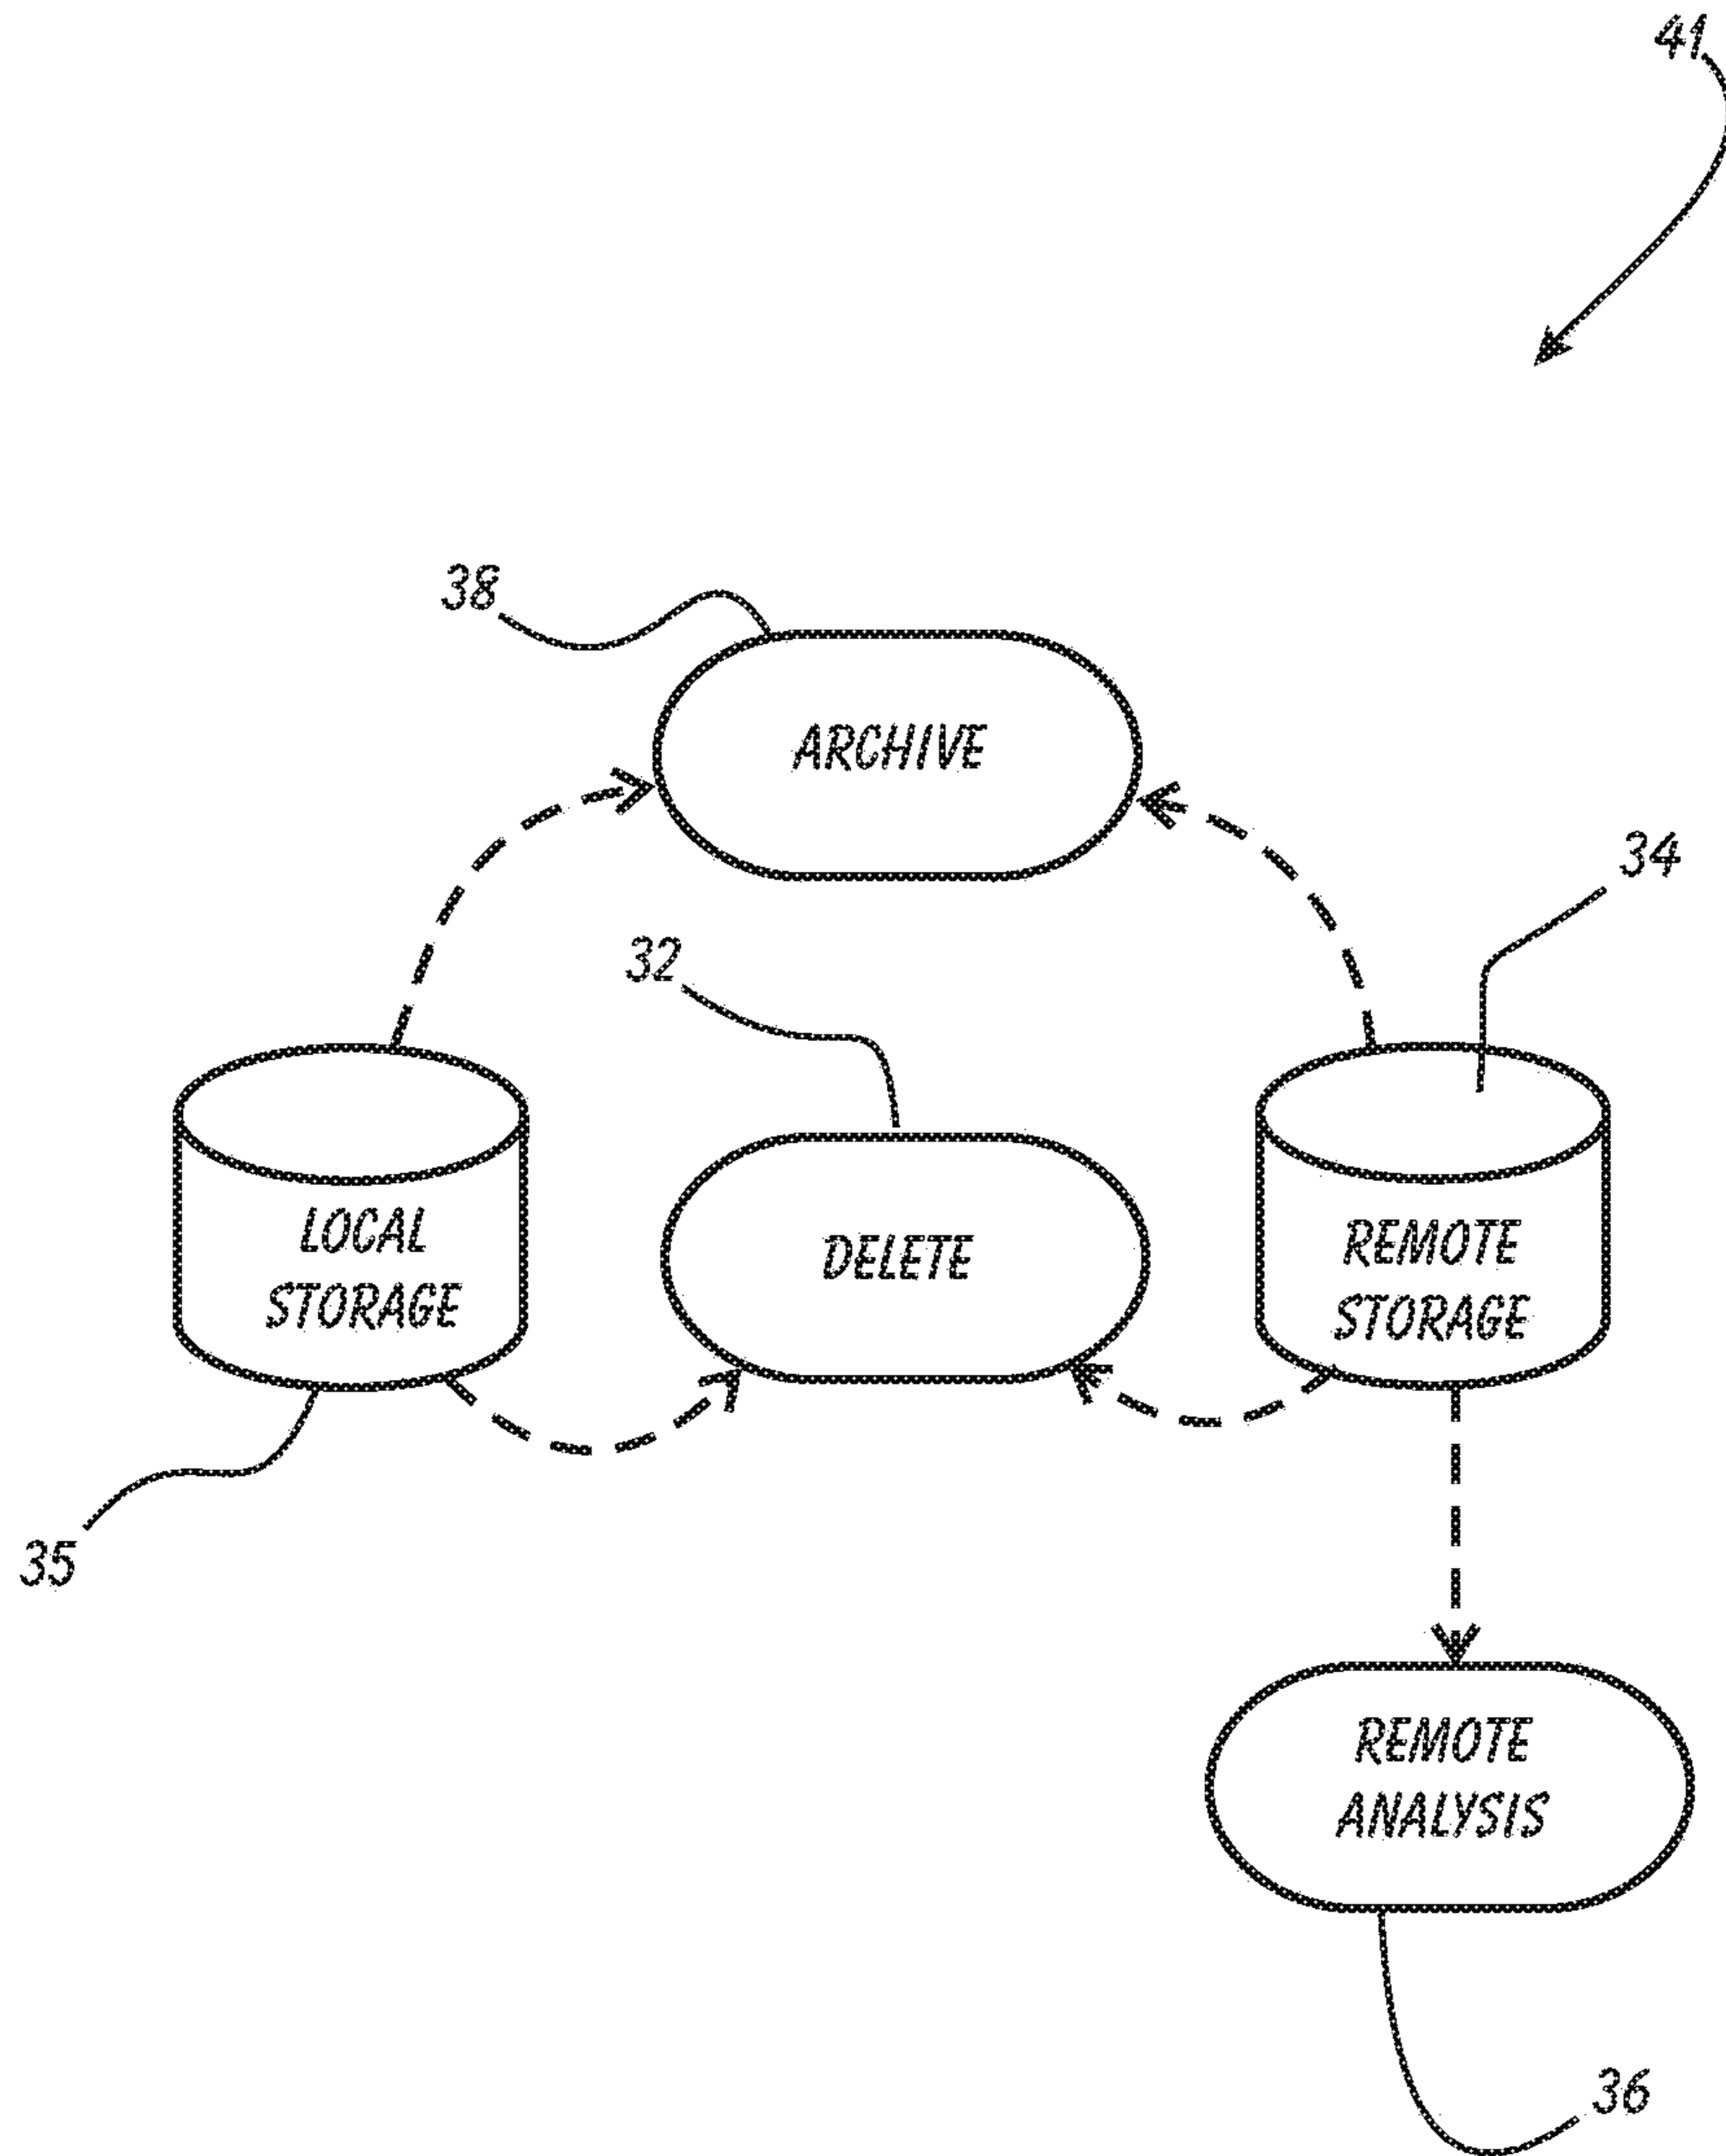 41
38
ARCHIVE
34
32
LOCAL
STORAGE
DELETE
REMOTE
STORAGE
35
REMOTE
ANALYSIS
36